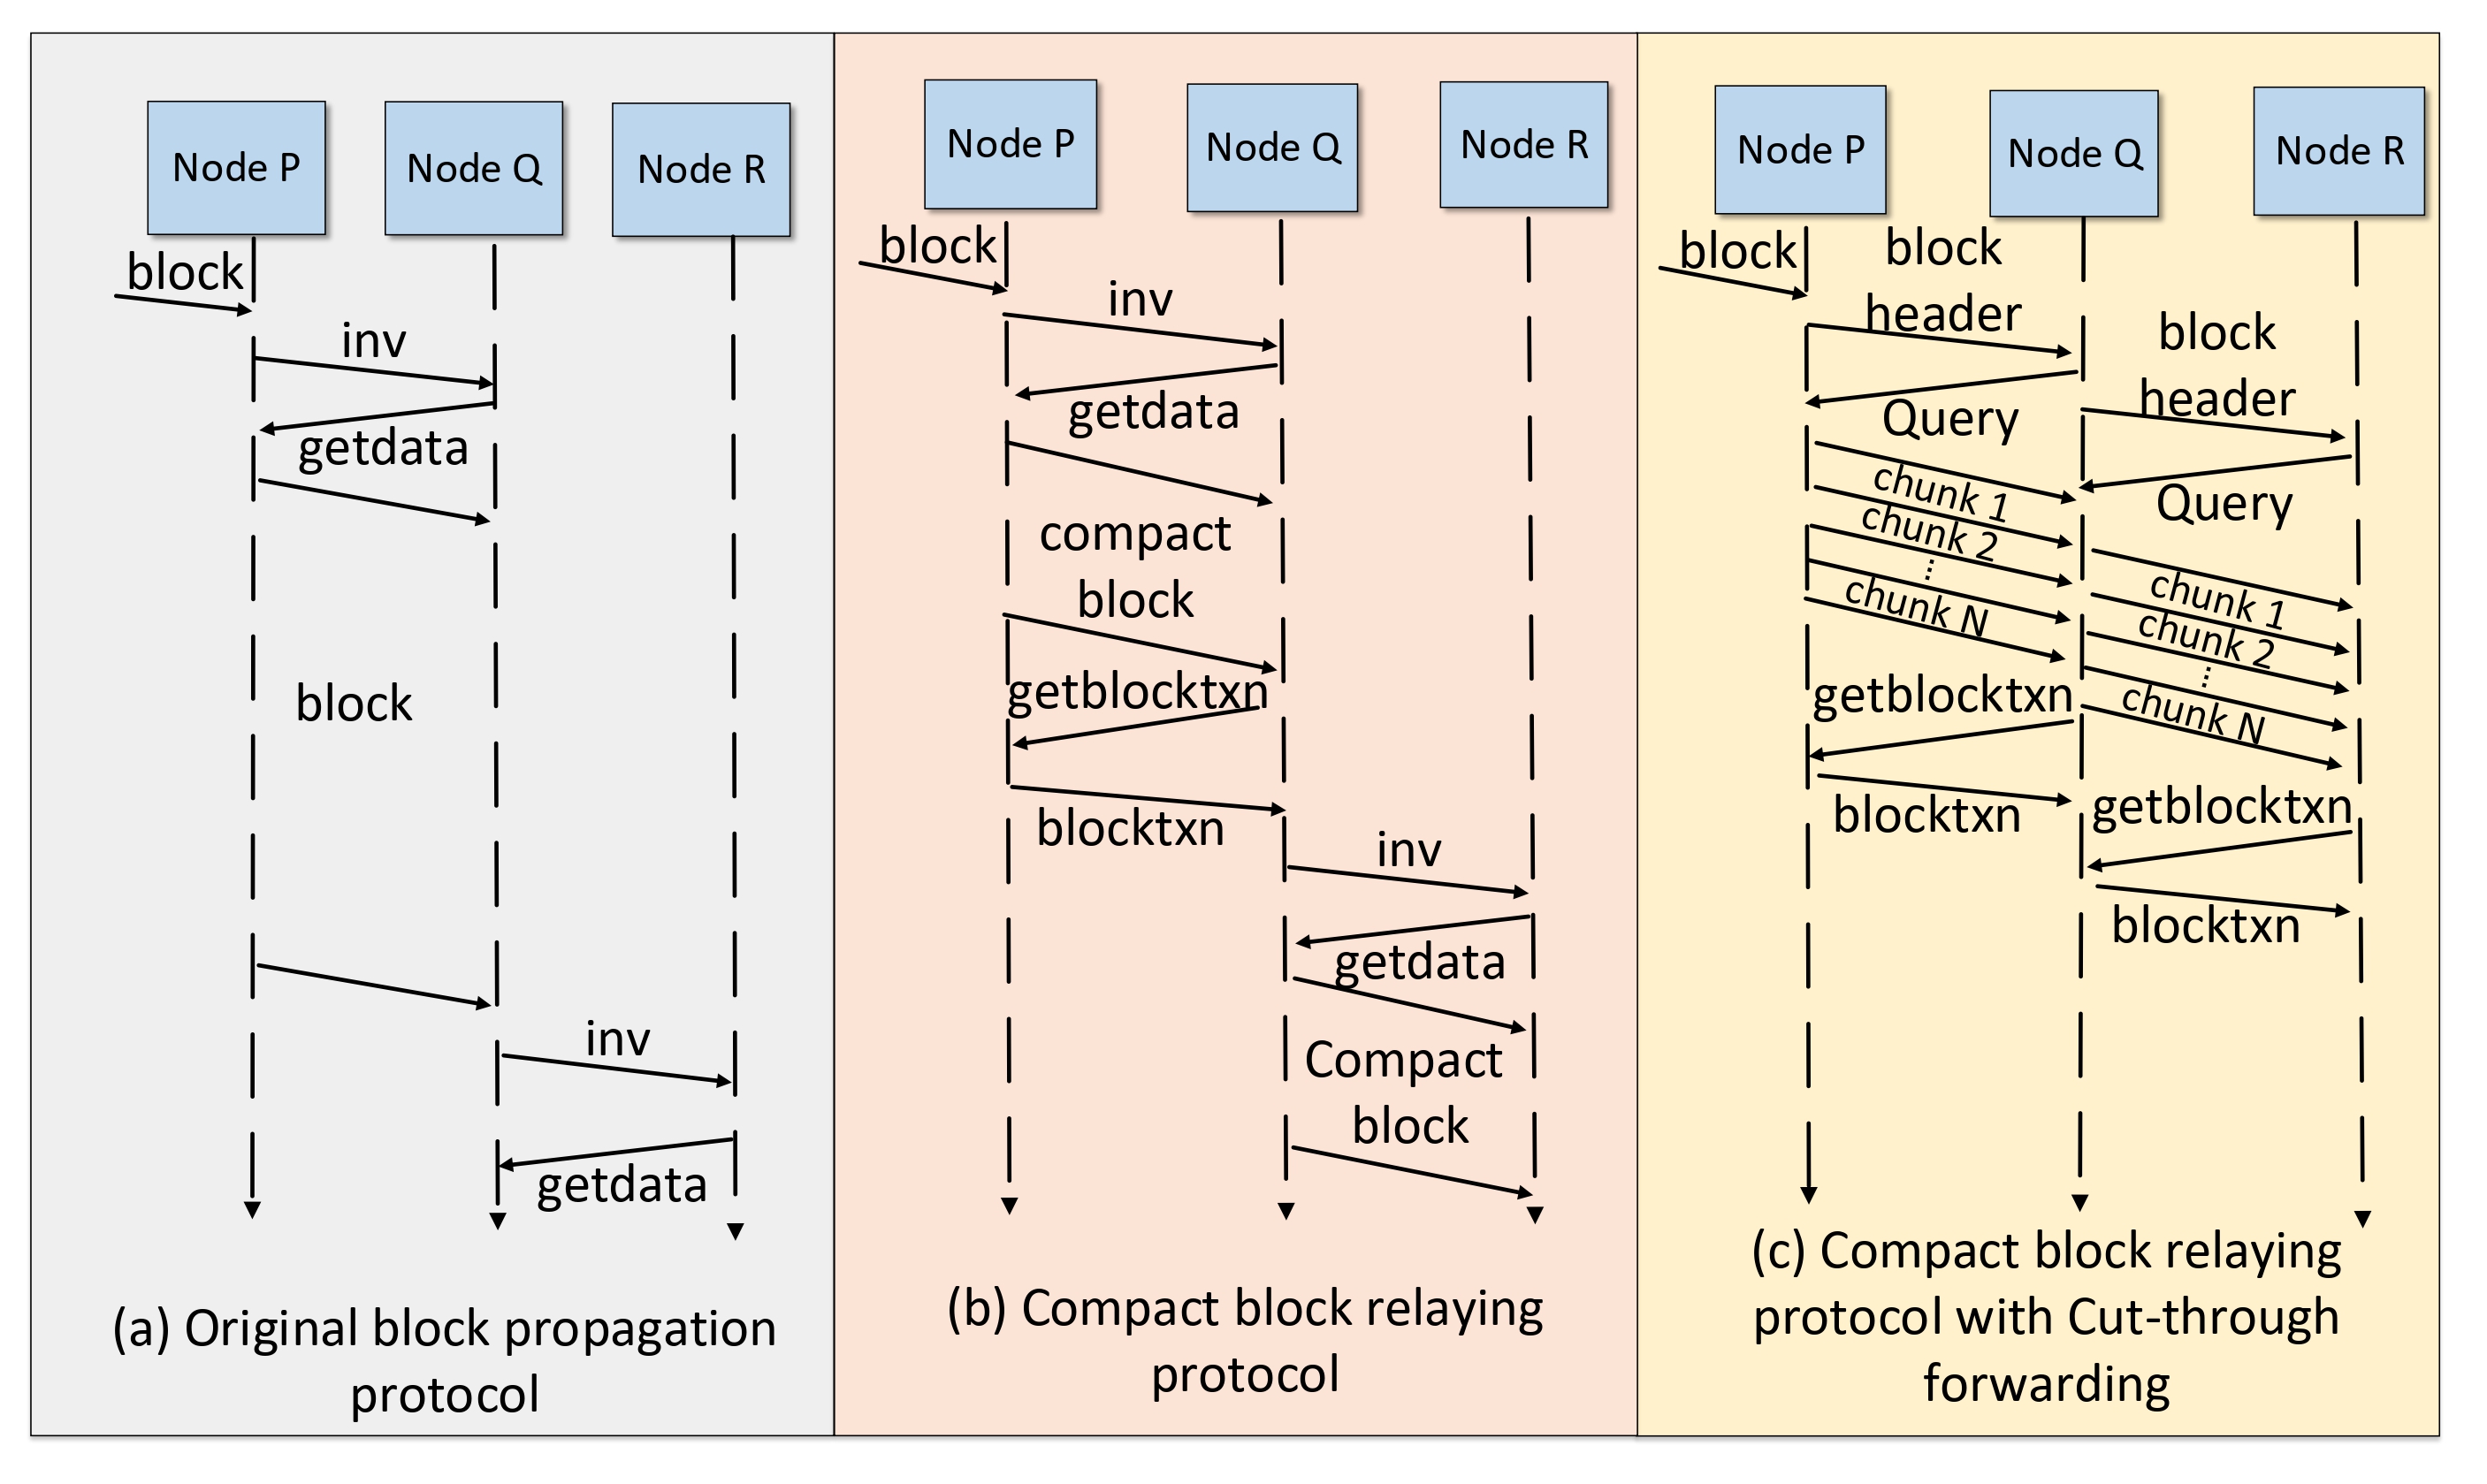 Node P
Node Q
Node R
block
inv
getdata
block
inv
getdata
(a) Original block propagation
protocol
Node P
Node Q
Node R
block
inv
getdata
compact
block
getblocktxn
blocktxn
inv
getdata
Compact
block
(b) Compact block relaying
protocol
Node P
Node Q
Node R
block
block
header
block
header
Query
Query
chunk 1
chunk 2
⋮
chunk N
chunk 1
chunk 2
⋮
chunk N
getblocktxn
blocktxn
getblocktxn
blocktxn
(c) Compact block relaying
protocol with Cut-through
forwarding